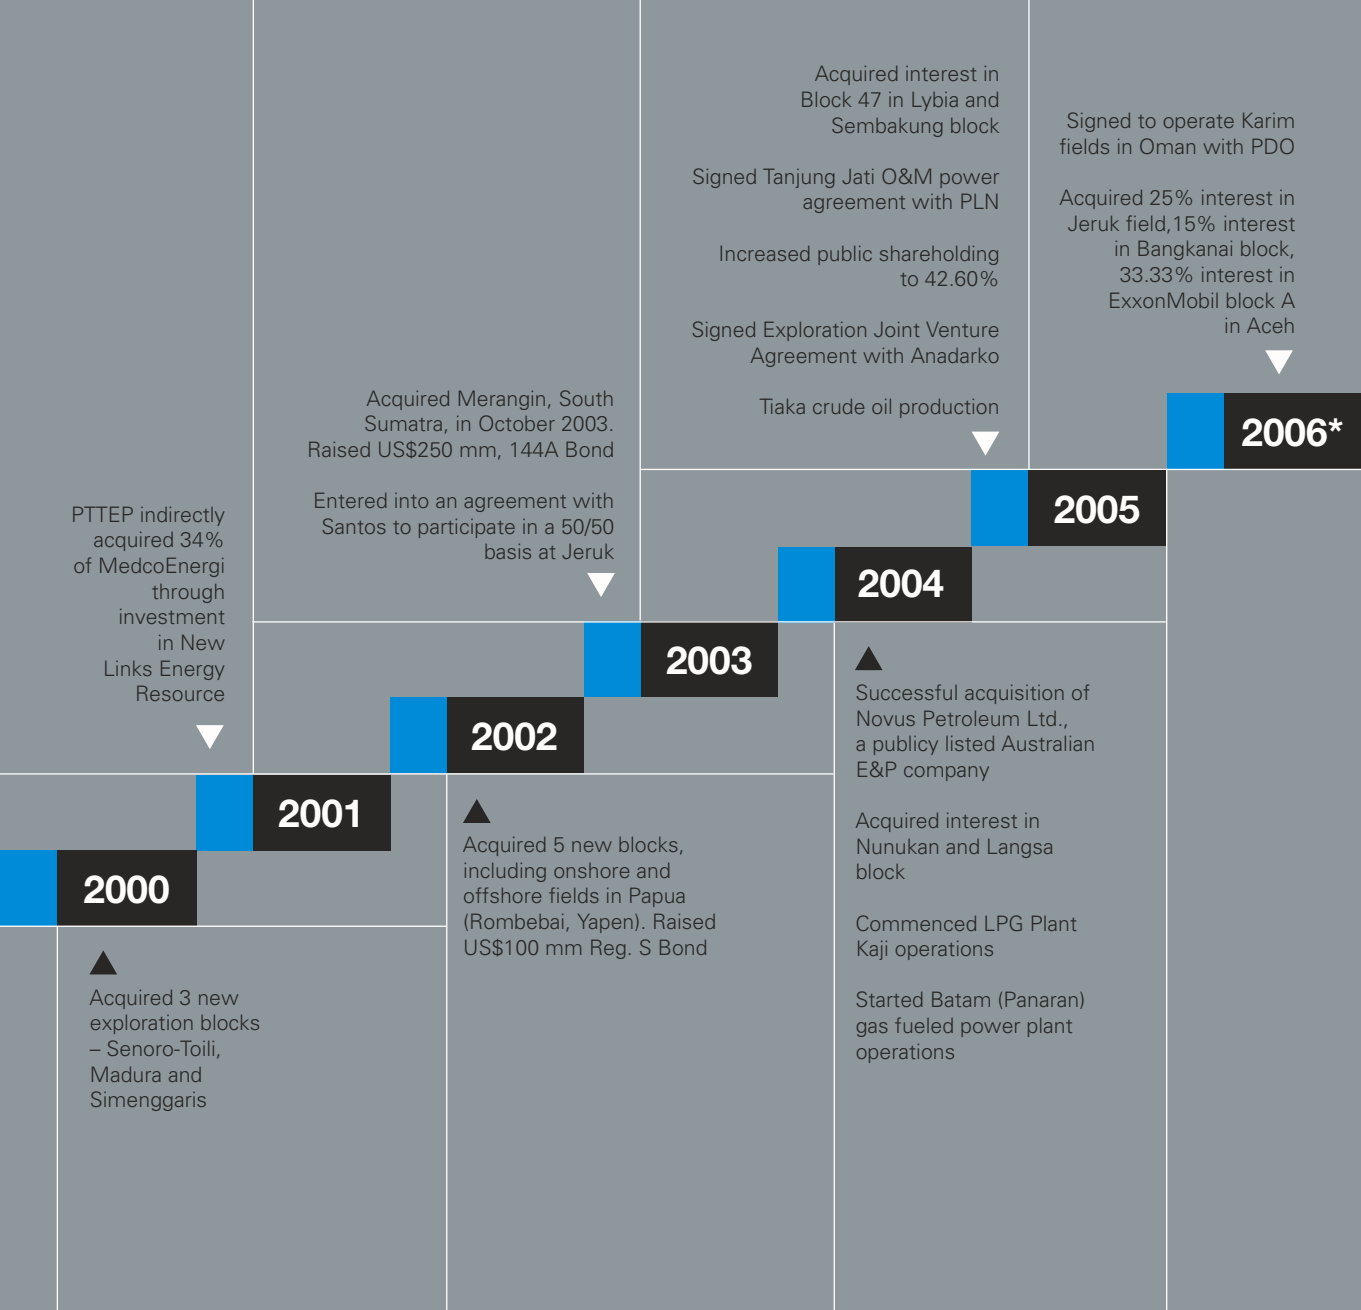 2000
Acquired 3 new
exploration blocks
– Senoro-Toili,
Madura and
Simenggaris
PTTEP indirectly
acquired 34%
of MedcoEnergi
through
investment
in New
Links Energy
Resource
2001
2002
Acquired 5 new blocks,
including onshore and
offshore fields in Papua
(Rombebai, Yapen). Raised
US$100 mm Reg. S Bond
Acquired Merangin, South
Sumatra, in October 2003.
Raised US$250 mm, 144A Bond
Entered into an agreement with
Santos to participate in a 50/50
basis at Jeruk
2003
2004
Successful acquisition of
Novus Petroleum Ltd.,
a publicy listed Australian
E&P company
Acquired interest in
Nunukan and Langsa
block
Commenced LPG Plant
Kaji operations
Started Batam (Panaran)
gas fueled power plant
operations
Acquired interest in
Block 47 in Lybia and
Sembakung block
Signed Tanjung Jati O&M power
agreement with PLN
Increased public shareholding
to 42.60%
Signed Exploration Joint Venture
Agreement with Anadarko
Tiaka crude oil production
2005
Signed to operate Karim
fields in Oman with PDO
Acquired 25% interest in
Jeruk field,15% interest
in Bangkanai block,
33.33% interest in
ExxonMobil block A
in Aceh
2006*